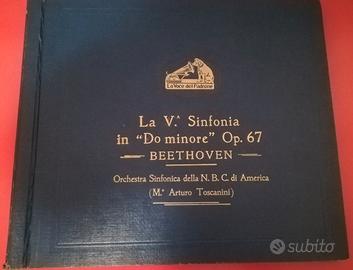 La Voce del Padrone
La V.ᴬ Sinfonia
in "Do minore" Op. 67
BEETHOVEN
Orchestra Sinfonica della N. B. C. di America
(M.º Arturo Toscanini)
subito